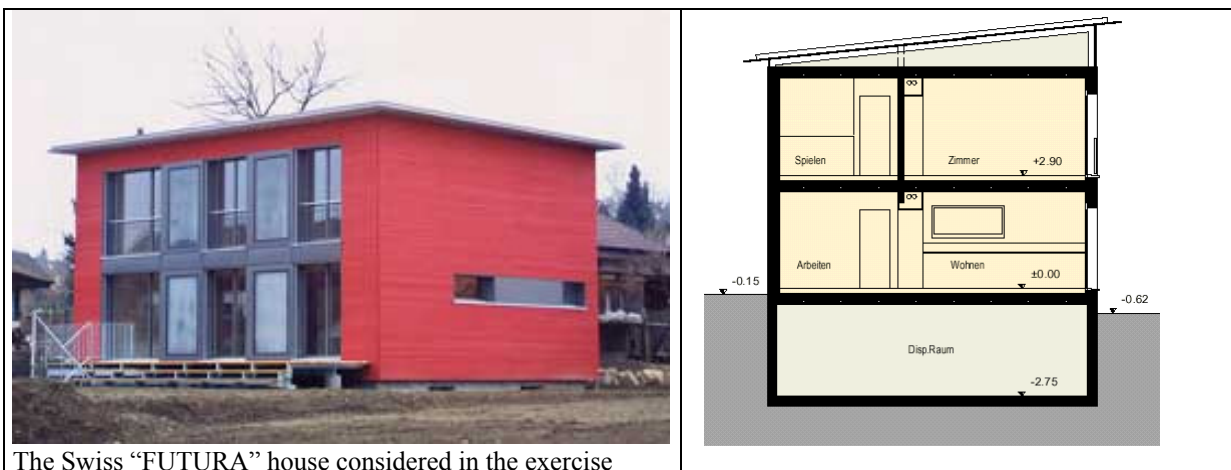 The Swiss “FUTURA” house considered in the exercise
Spielen
Zimmer
+2.90
Arbeiten
Wohnen
±0.00
-0.15
-0.62
Disp.Raum
-2.75